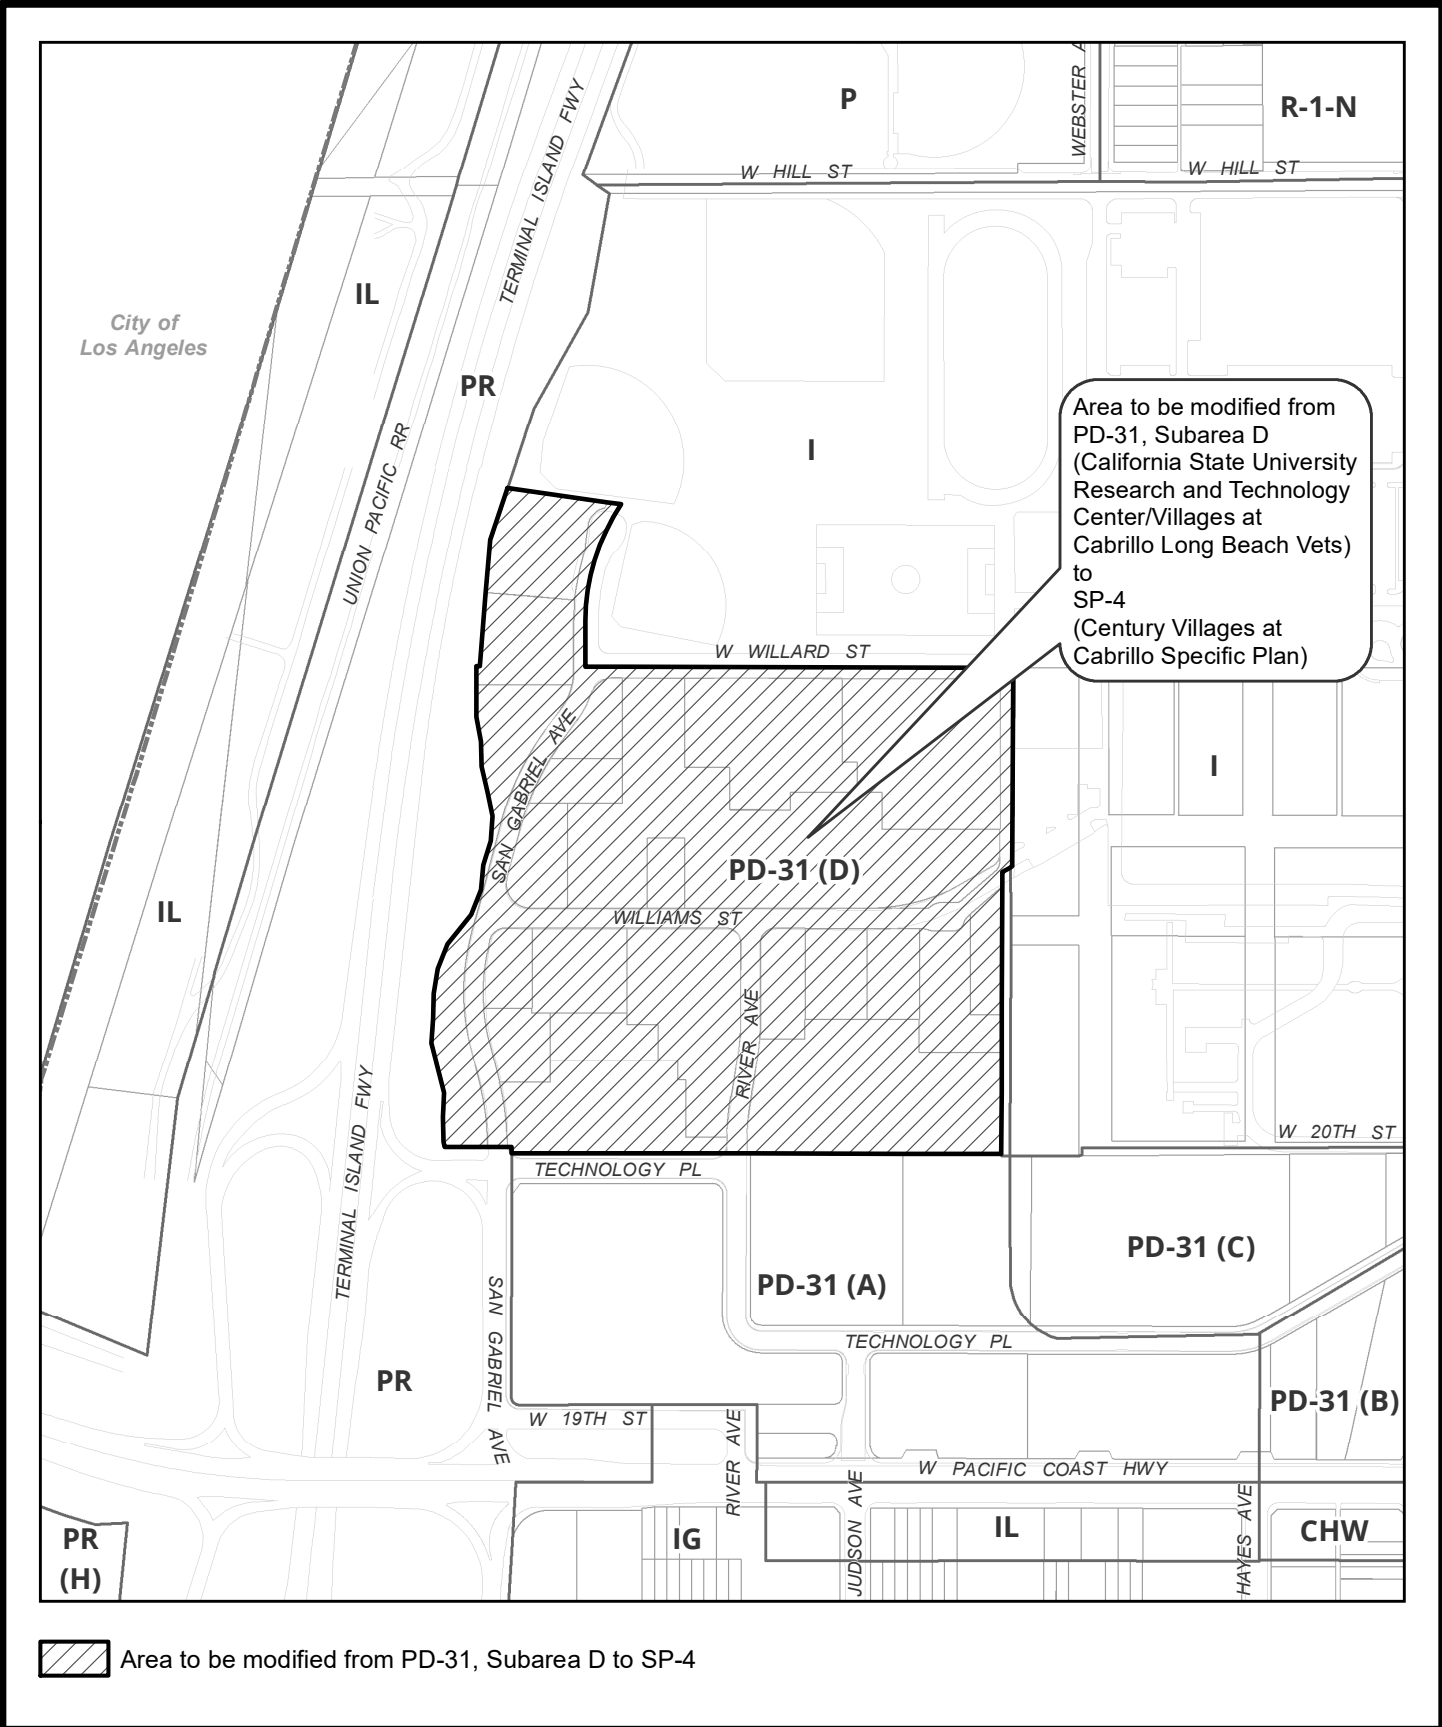 P
WEBSTER A
R-1-N
W HILL ST
W HILL ST
TERMINAL ISLAND FWY
IL
City of
Los Angeles
PR
UNION PACIFIC RR
I
Area to be modified from
PD-31, Subarea D
(California State University
Research and Technology
Center/Villages at
Cabrillo Long Beach Vets)
to
SP-4
(Century Villages at
Cabrillo Specific Plan)
W WILLARD ST
SAN GABRIEL AVE
I
PD-31 (D)
IL
WILLIAMS ST
RIVER AVE
TERMINAL ISLAND FWY
W 20TH ST
TECHNOLOGY PL
PD-31 (C)
PD-31 (A)
SAN GABRIEL AVE
TECHNOLOGY PL
PR
PD-31 (B)
W 19TH ST
RIVER AVE
W PACIFIC COAST HWY
JUDSON AVE
HAYES AVE
PR
(H)
IG
IL
CHW
Area to be modified from PD-31, Subarea D to SP-4